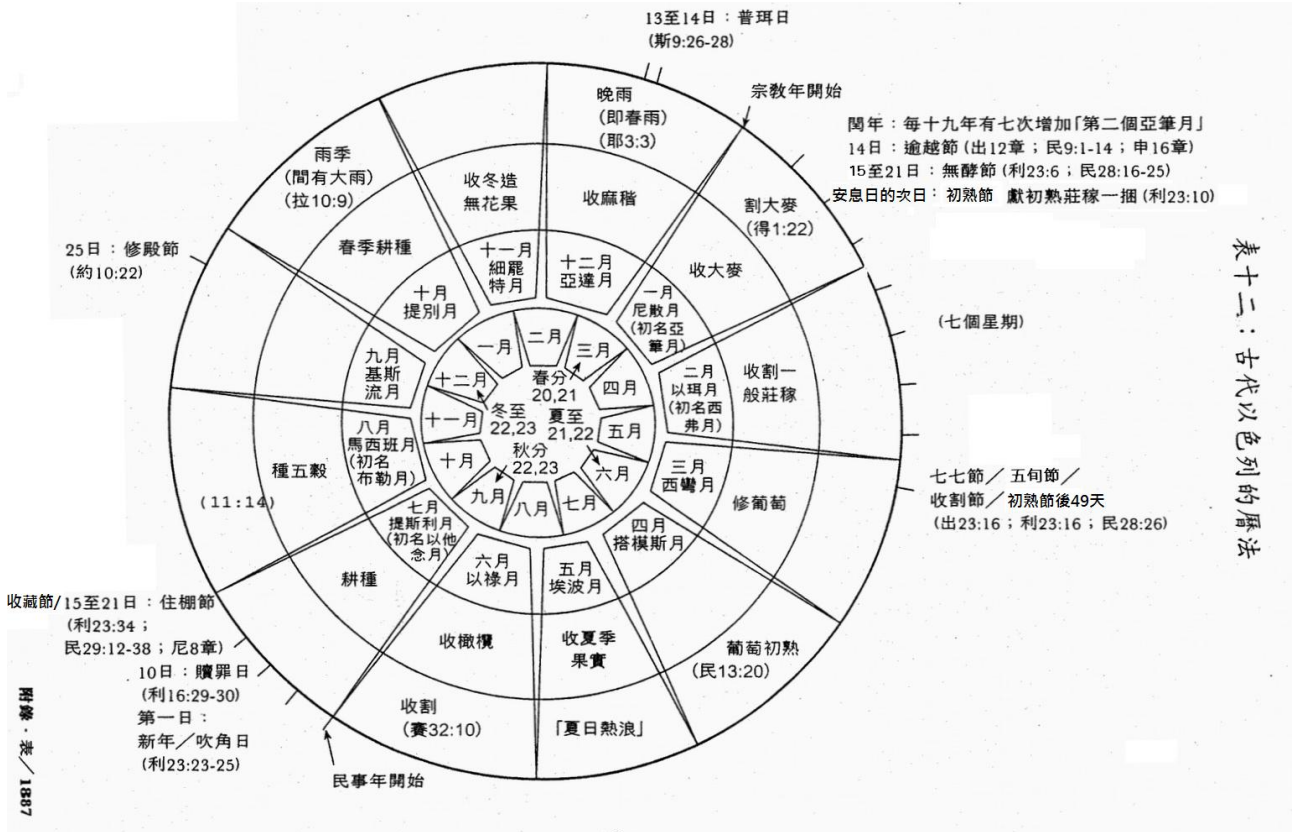 表十二：古代以色列的曆法
13至14日：普珥日
(斯9:26-28)
宗教年開始
閏年：每十九年有七次增加「第二個亞筆月」
14日：逾越節 (出12章；民9:1-14；申16章)
15至21日：無酵節 (利23:6；民28:16-25)
安息日的次日：初熟節 獻初熟莊稼一捆 (利23:10)
(七個星期)
七七節／五旬節／
收割節／初熟節後49天
(出23:16；利23:16；民28:26)
25日：修殿節
(約10:22)
收藏節/15至21日：住棚節
(利23:34；
民29:12-38；尼8章)
10日：贖罪日
(利16:29-30)
第一日：
新年／吹角日
(利23:23-25)
民事年開始
晚雨
(即春雨)
(耶3:3)
割大麥
(得1:22)
葡萄初熟
(民13:20)
「夏日熱浪」
收割
(賽32:10)
(11:14)
雨季
(間有大雨)
(拉10:9)
收麻稭
收大麥
收割一
般莊稼
修葡萄
收夏季
果實
收橄欖
耕種
種五穀
春季耕種
收冬造
無花果
十二月
亞達月
一月
尼散月
(初名亞
筆月)
二月
以珥月
(初名西
弗月)
三月
西彎月
四月
搭模斯月
五月
埃波月
六月
以祿月
七月
提斯利月
(初名以他
念月)
八月
馬西班月
(初名
布勒月)
九月
基斯
流月
十月
提別月
十一月
細罷
特月
一月
二月
三月
四月
五月
六月
七月
八月
九月
十月
十一月
十二月
春分
20,21
夏至
21,22
秋分
22,23
冬至
22,23
附錄・表／1887